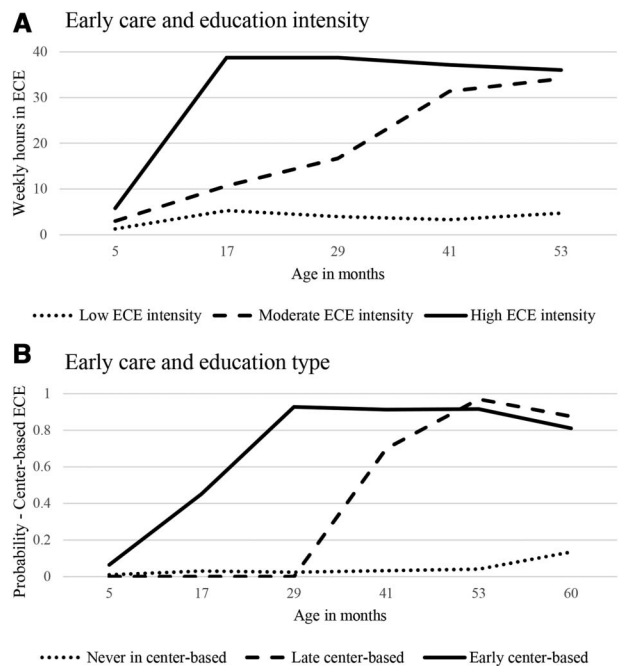 A Early care and education intensity
Weekly hours in ECE
40
30
20
10
0
5 17 29 41 53
Age in months
Low ECE intensity Moderate ECE intensity High ECE intensity
B Early care and education type
Probability - Center-based ECE
1
0.8
0.6
0.4
0.2
0
5 17 29 41 53 60
Age in months
Never in center-based Late center-based Early center-based